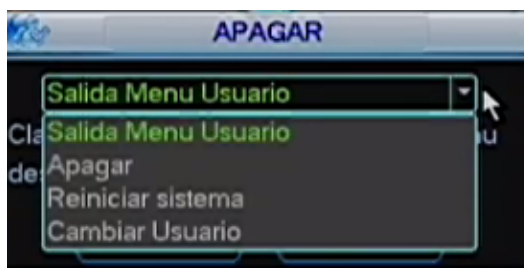 APAGAR
Salida Menu Usuario
Salida Menu Usuario
Apagar
Reiniciar sistema
Cambiar Usuario